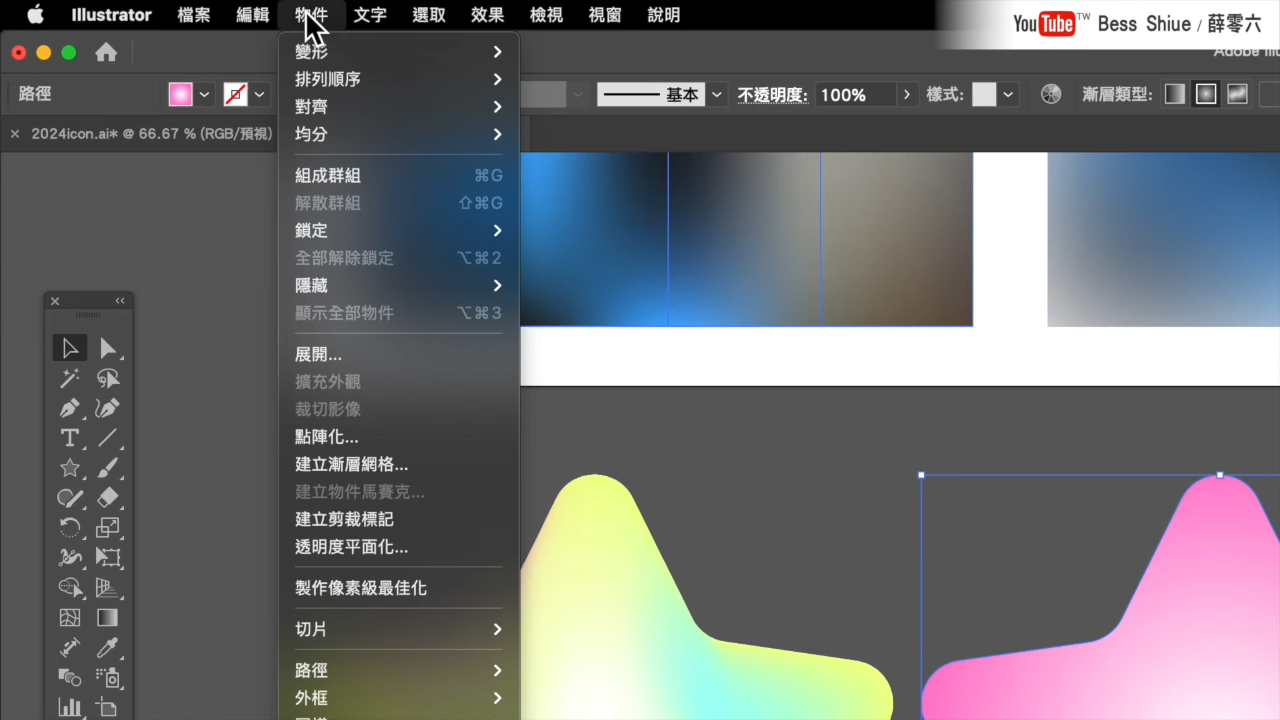 Illustrator 檔案 編輯 物件 文字 選取 效果 檢視 視窗 說明
YouTube TW Bess Shiue / 薛零六
路徑 基本 不透明度: 100% 樣式: 漸層類型:
× 2024icon.ai* @ 66.67 % (RGB/預視)
變形
排列順序
對齊
均分
組成群組 ⌘G
解散群組 ⇧⌘G
鎖定
全部解除鎖定 ⌥⌘2
隱藏
顯示全部物件 ⌥⌘3
展開...
擴充外觀
裁切影像
點陣化...
建立漸層網格...
建立物件馬賽克...
建立剪裁標記
透明度平面化...
製作像素級最佳化
切片
路徑
外框